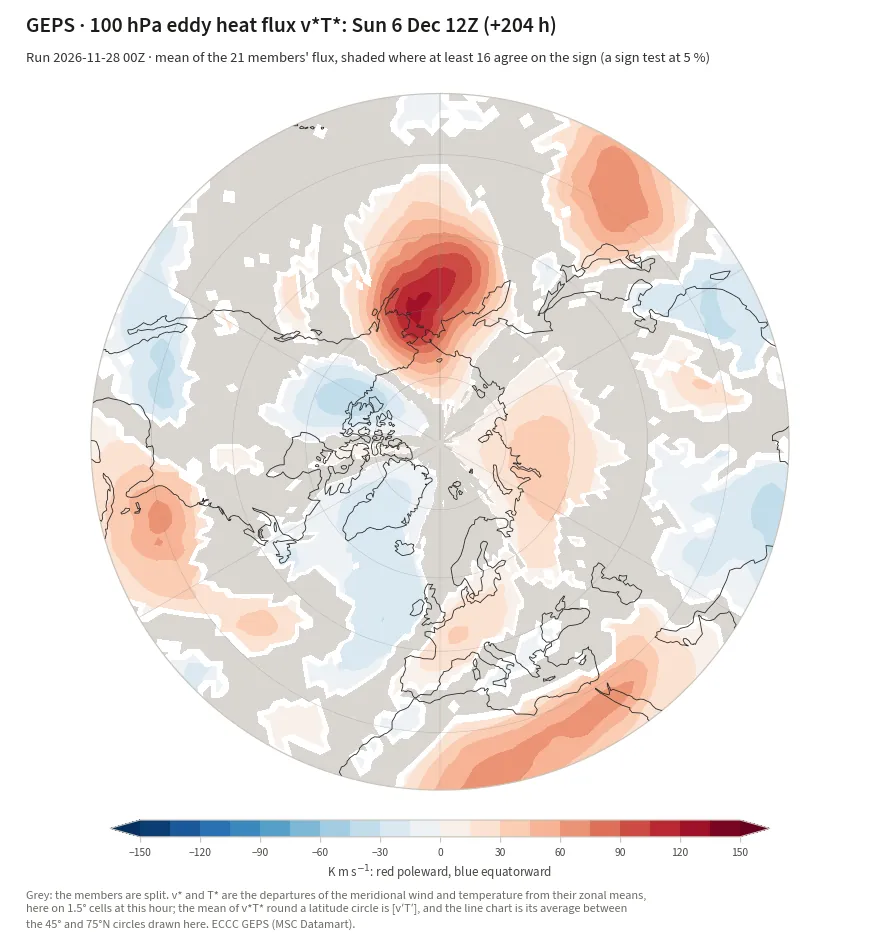 GEPS · 100 hPa eddy heat flux v*T*: Sun 6 Dec 12Z (+204 h)
Run 2026-11-28 00Z · mean of the 21 members' flux, shaded where at least 16 agree on the sign (a sign test at 5 %)
−150 −120 −90 −60 −30 0 30 60 90 120 150
K m s⁻¹: red poleward, blue equatorward
Grey: the members are split. v* and T* are the departures of the meridional wind and temperature from their zonal means,
here on 1.5° cells at this hour; the mean of v*T* round a latitude circle is [v'T'], and the line chart is its average between
the 45° and 75°N circles drawn here. ECCC GEPS (MSC Datamart).